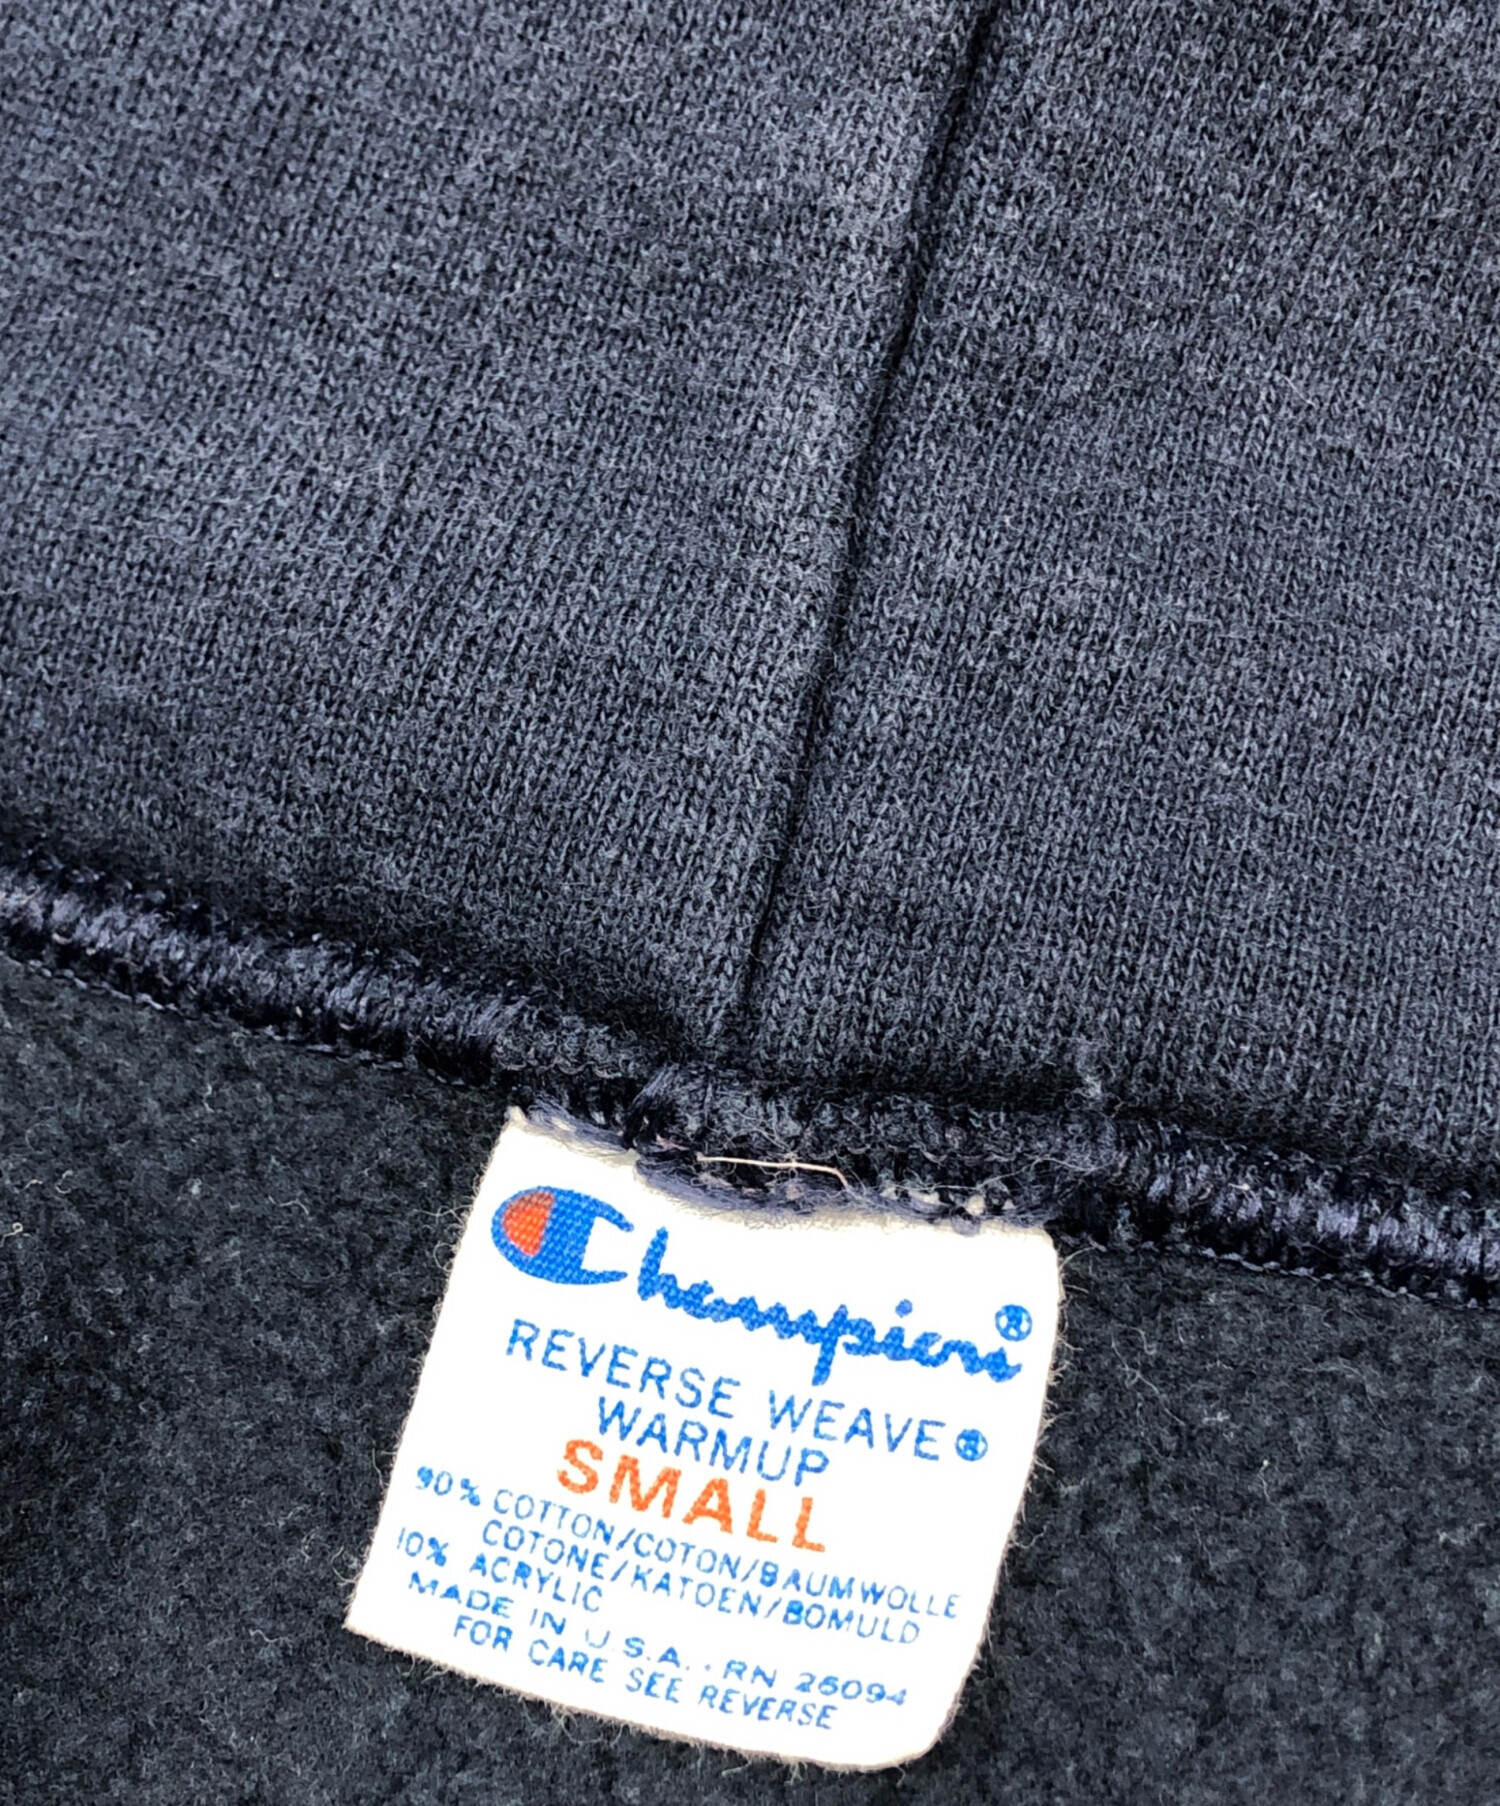 Champion®
REVERSE WEAVE®
WARMUP
SMALL
90% COTTON/COTON/BAUMWOLLE
COTONE/KATOEN/BOMULD
10% ACRYLIC
MADE IN U.S.A. · RN 26094
FOR CARE SEE REVERSE